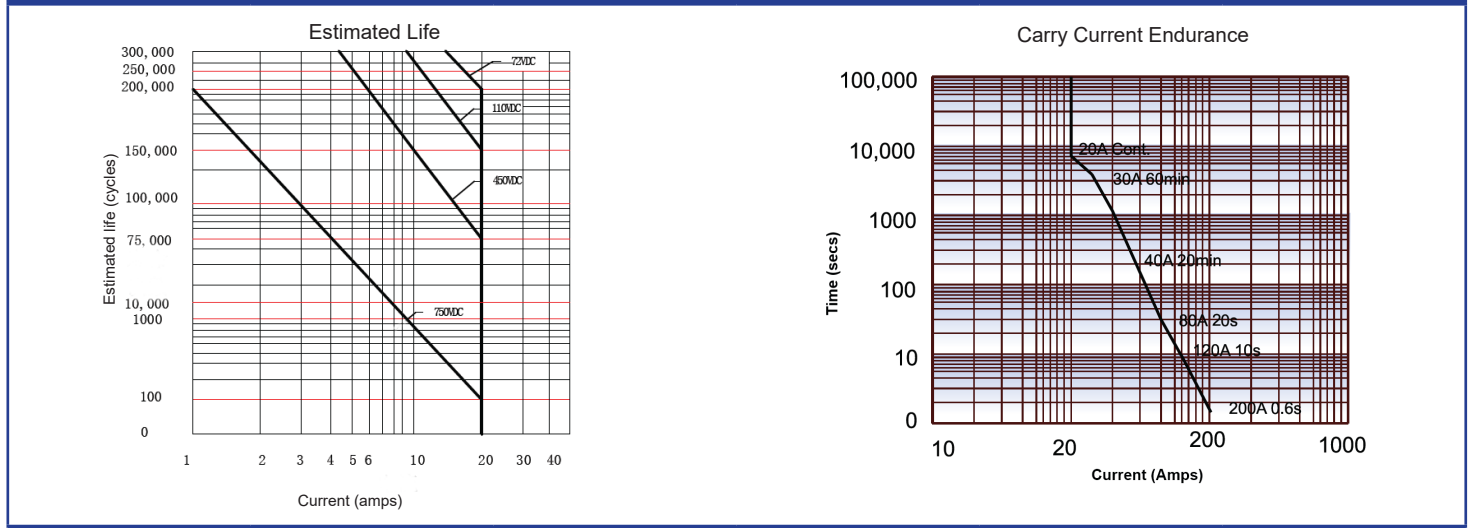 Estimated Life
300,000
250,000
200,000
150,000
100,000
75,000
10,000
1000
100
0
Estimated life (cycles)
72VDC
110VDC
450VDC
750VDC
1 2 3 4 5 6 10 20 30 40
Current (amps)
Carry Current Endurance
100,000
10,000
1000
100
10
0
Time (secs)
20A Cont.
30A 60min
40A 20min
80A 20s
120A 10s
200A 0.6s
10 20 200 1000
Current (Amps)